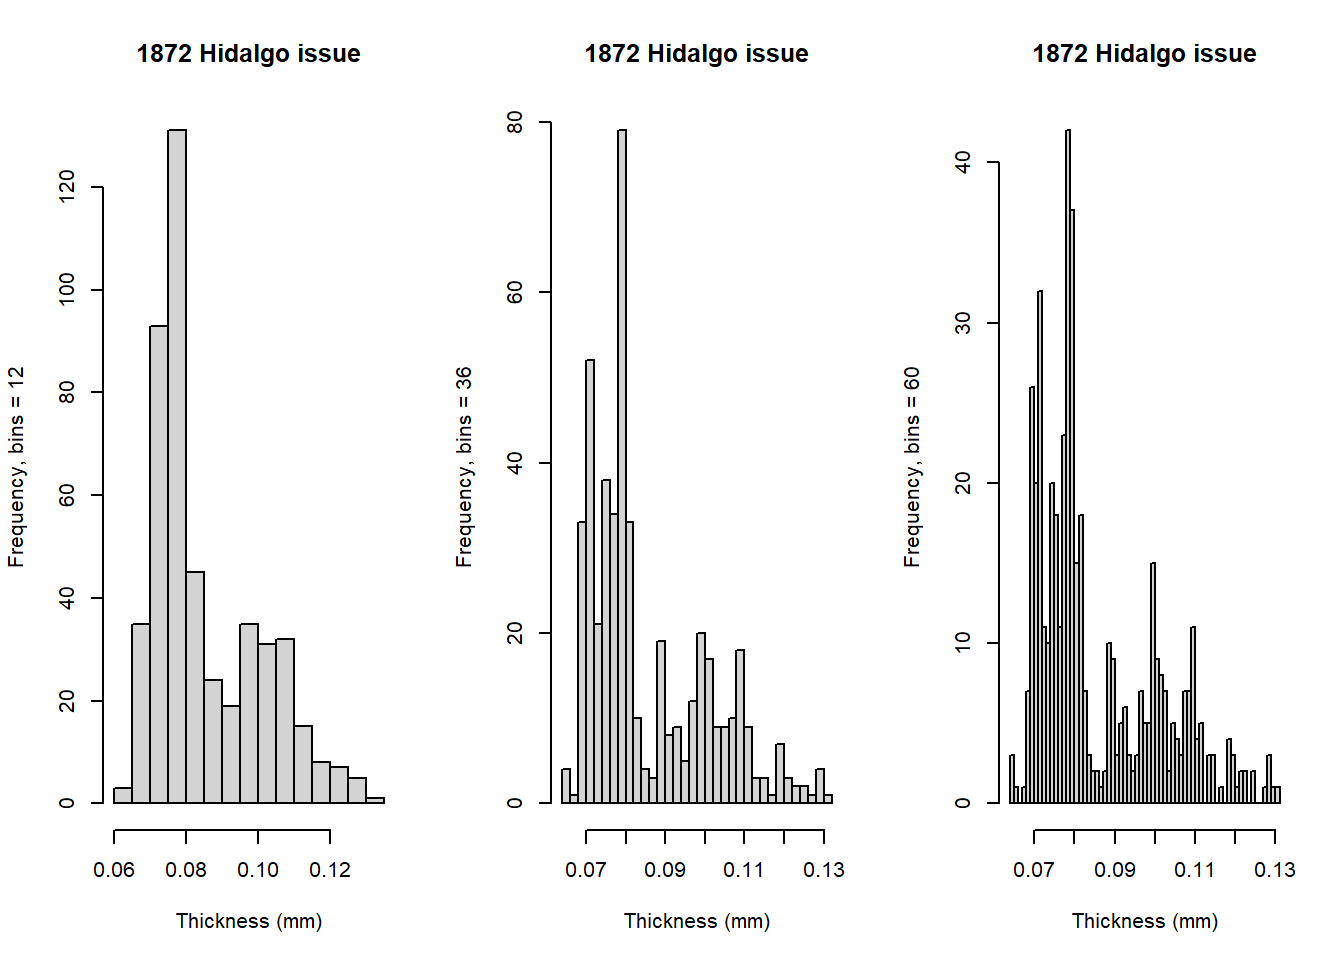 1872 Hidalgo issue
Frequency, bins = 12
0
20
40
60
80
100
120
0.06 0.08 0.10 0.12
Thickness (mm)
1872 Hidalgo issue
Frequency, bins = 36
0
20
40
60
80
0.07 0.09 0.11 0.13
Thickness (mm)
1872 Hidalgo issue
Frequency, bins = 60
0
10
20
30
40
0.07 0.09 0.11 0.13
Thickness (mm)